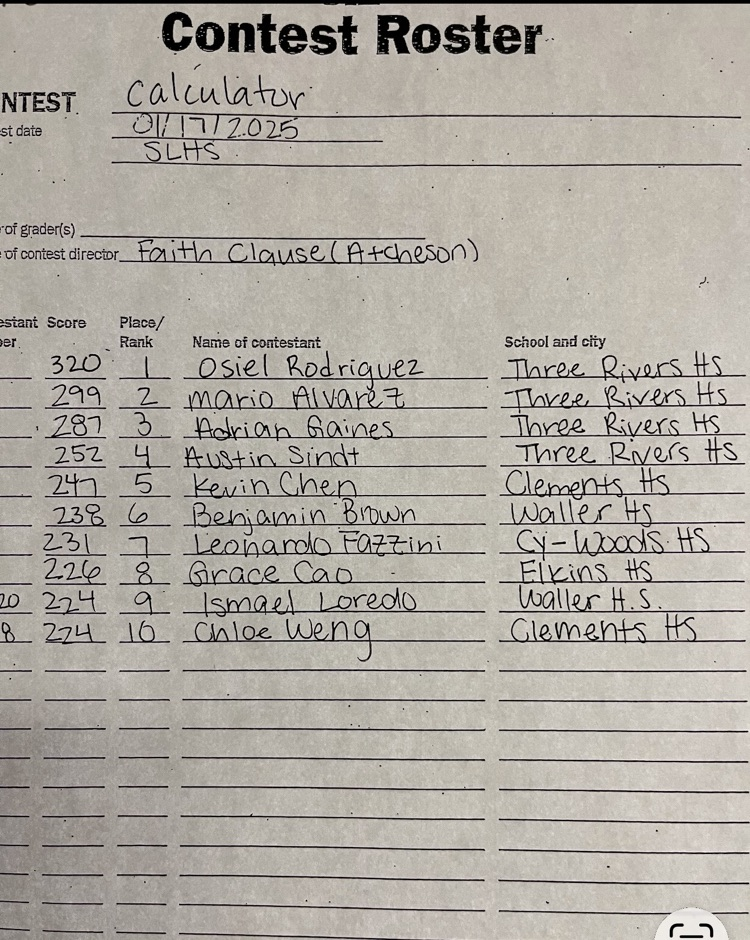 Contest Roster
NTEST Calculator
st date 01/17/2025
SLHS
of grader(s)
of contest director Faith Clause (Atcheson)
estant Score Place/ Name of contestant School and city
er Rank
320 1 Osiel Rodriguez Three Rivers HS
299 2 Mario Alvarez Three Rivers HS
287 3 Adrian Gaines Three Rivers HS
252 4 Austin Sindt Three Rivers HS
247 5 Kevin Chen Clements HS
238 6 Benjamin Brown Waller HS
231 7 Leonardo Fazzini Cy-Woods HS
226 8 Grace Cao Elkins HS
20 224 9 Ismael Loredo Waller H.S.
8 224 10 Chloe Weng Clements HS